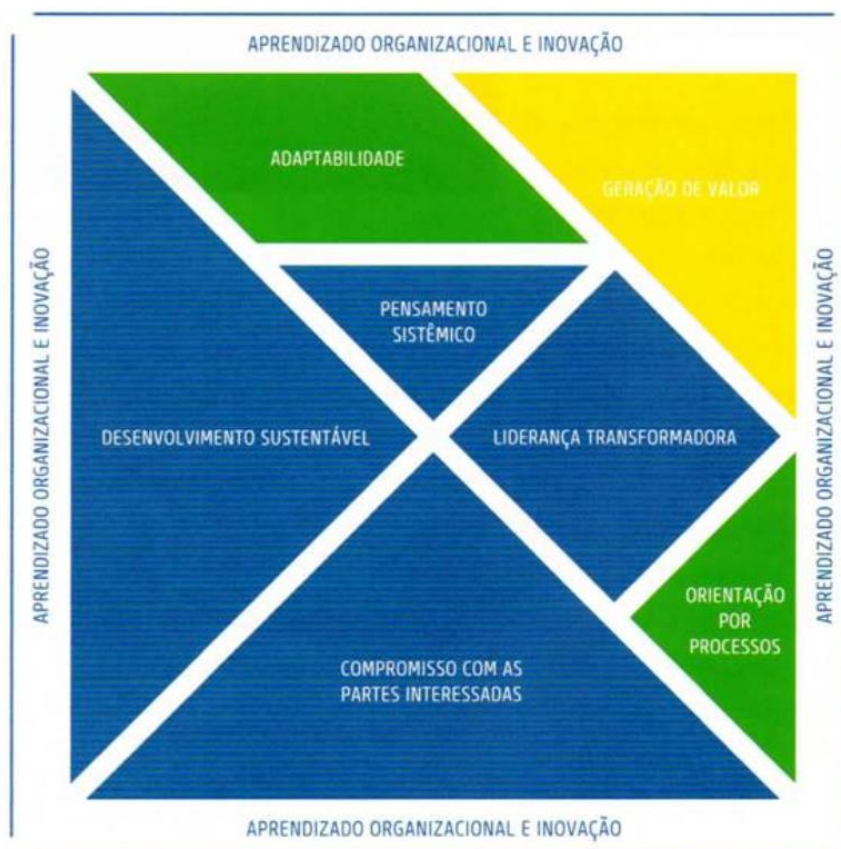 APRENDIZADO ORGANIZACIONAL E INOVAÇÃO
ADAPTABILIDADE
GERAÇÃO DE VALOR
APRENDIZADO ORGANIZACIONAL E INOVAÇÃO
PENSAMENTO
SISTÊMICO
DESENVOLVIMENTO SUSTENTÁVEL
LIDERANÇA TRANSFORMADORA
APRENDIZADO ORGANIZACIONAL E INOVAÇÃO
ORIENTAÇÃO
POR
PROCESSOS
COMPROMISSO COM AS
PARTES INTERESSADAS
APRENDIZADO ORGANIZACIONAL E INOVAÇÃO